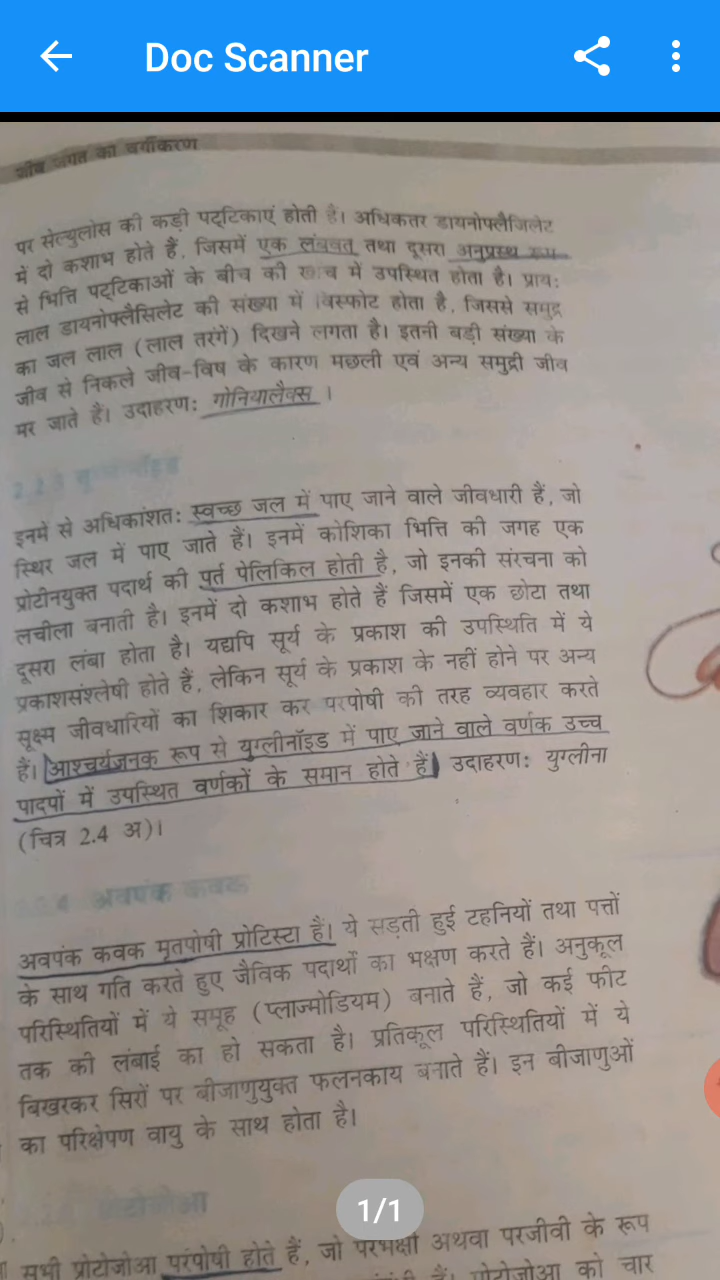 Doc Scanner
जीव जगत का वर्गीकरण
पर सेल्युलोस की कड़ी पट्टिकाएं होती हैं। अधिकतर डायनोफ्लैजिलेट
में दो कशाभ होते हैं, जिसमें एक लंबवत् तथा दूसरा अनुप्रस्थ रूप
से भित्ति पट्टिकाओं के बीच की खाँच में उपस्थित होता है। प्राय:
लाल डायनोफ्लैसिलेट की संख्या में विस्फोट होता है, जिससे समुद्र
का जल लाल (लाल तरंगें) दिखने लगता है। इतनी बड़ी संख्या के
जीव से निकले जीव-विष के कारण मछली एवं अन्य समुद्री जीव
मर जाते हैं। उदाहरण: गोनियालैक्स ।
इनमें से अधिकांशत: स्वच्छ जल में पाए जाने वाले जीवधारी हैं, जो
स्थिर जल में पाए जाते हैं। इनमें कोशिका भित्ति की जगह एक
प्रोटीनयुक्त पदार्थ की पर्त पेलिकिल होती है, जो इनकी संरचना को
लचीला बनाती है। इनमें दो कशाभ होते हैं जिसमें एक छोटा तथा
दूसरा लंबा होता है। यद्यपि सूर्य के प्रकाश की उपस्थिति में ये
प्रकाशसंश्लेषी होते हैं, लेकिन सूर्य के प्रकाश के नहीं होने पर अन्य
सूक्ष्म जीवधारियों का शिकार कर परपोषी की तरह व्यवहार करते
हैं। आश्चर्यजनक रूप से युग्लीनॉइड में पाए जाने वाले वर्णक उच्च
पादपों में उपस्थित वर्णकों के समान होते हैं। उदाहरण: युग्लीना
(चित्र 2.4 अ)।
अवपंक कवक
अवपंक कवक मृतपोषी प्रोटिस्टा हैं। ये सड़ती हुई टहनियों तथा पत्तों
के साथ गति करते हुए जैविक पदार्थों का भक्षण करते हैं। अनुकूल
परिस्थितियों में ये समूह (प्लाज्मोडियम) बनाते हैं, जो कई फीट
तक की लंबाई का हो सकता है। प्रतिकूल परिस्थितियों में ये
बिखरकर सिरों पर बीजाणुयुक्त फलनकाय बनाते हैं। इन बीजाणुओं
का परिक्षेपण वायु के साथ होता है।
प्रोटोजोआ
1/1
सभी प्रोटोजोआ परपोषी होते हैं, जो परभक्षी अथवा परजीवी के रूप
प्रोटोजोआ को चार